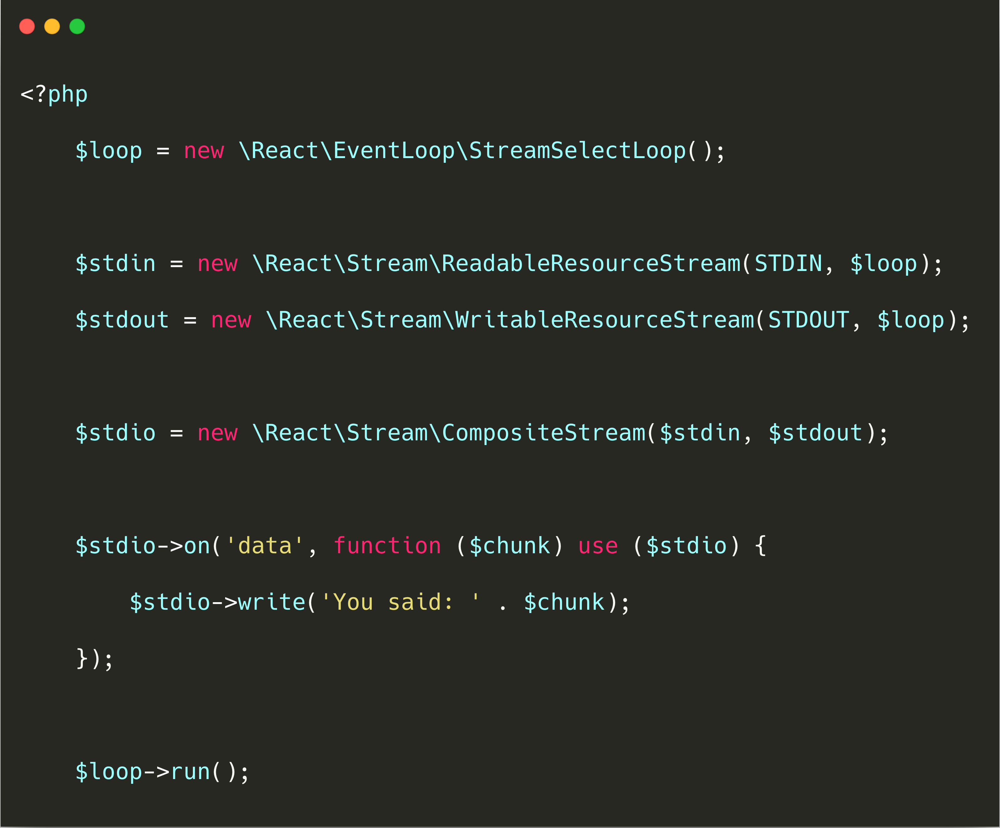 <?php
    $loop = new \React\EventLoop\StreamSelectLoop();
    $stdin = new \React\Stream\ReadableResourceStream(STDIN, $loop);
    $stdout = new \React\Stream\WritableResourceStream(STDOUT, $loop);
    $stdio = new \React\Stream\CompositeStream($stdin, $stdout);
    $stdio->on('data', function ($chunk) use ($stdio) {
        $stdio->write('You said: ' . $chunk);
    });
    $loop->run();